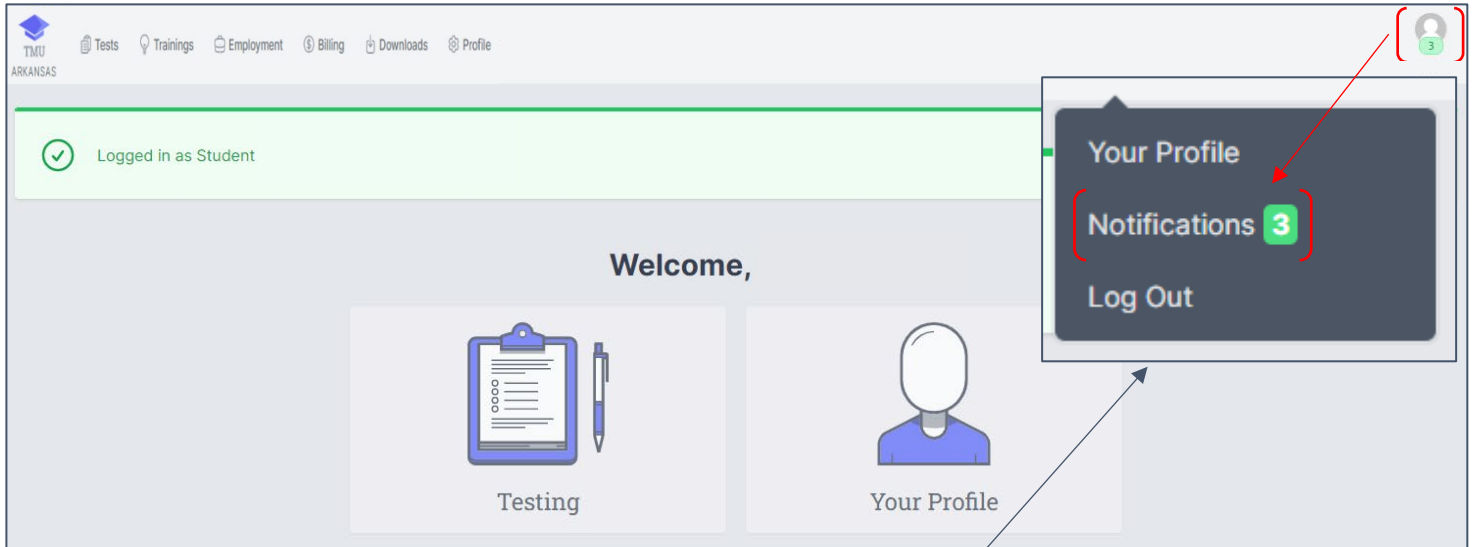 TMU
ARKANSAS
Tests Trainings Employment Billing Downloads Profile
3
Logged in as Student
Your Profile
Notifications 3
Log Out
Welcome,
Testing
Your Profile